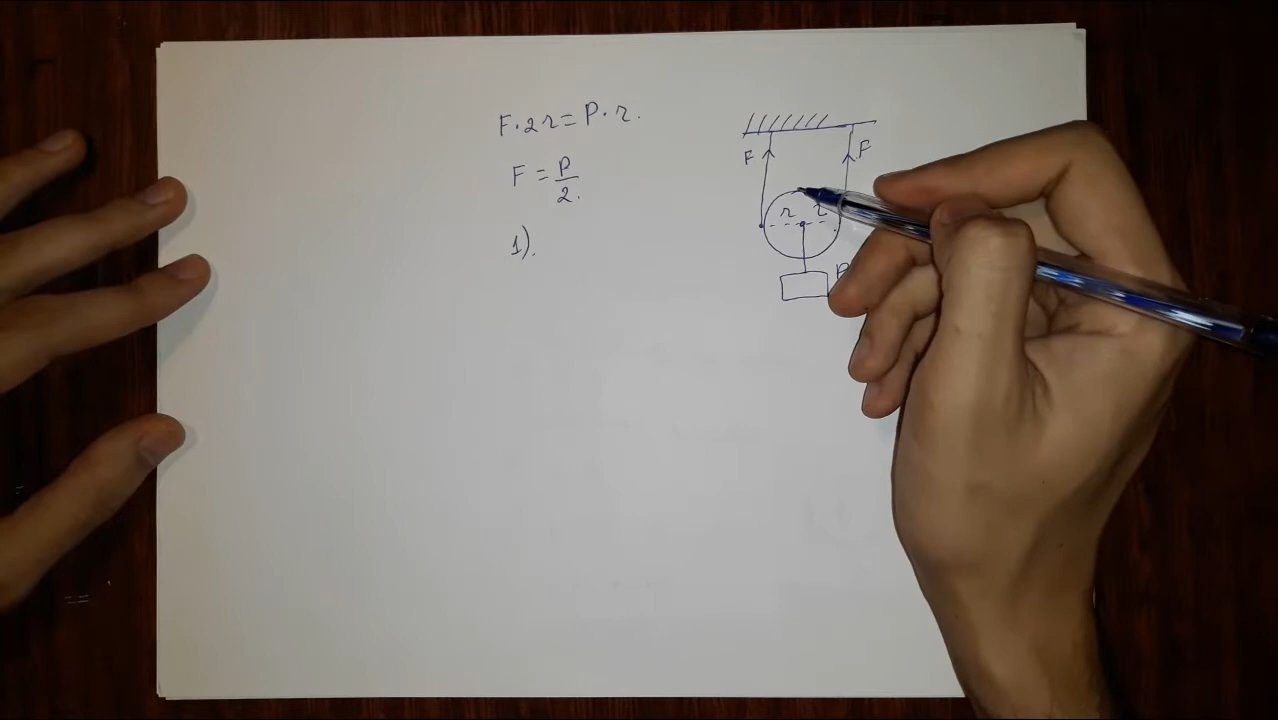 F·2r=P·r.
F = P/2.
1).
F F
r r
P